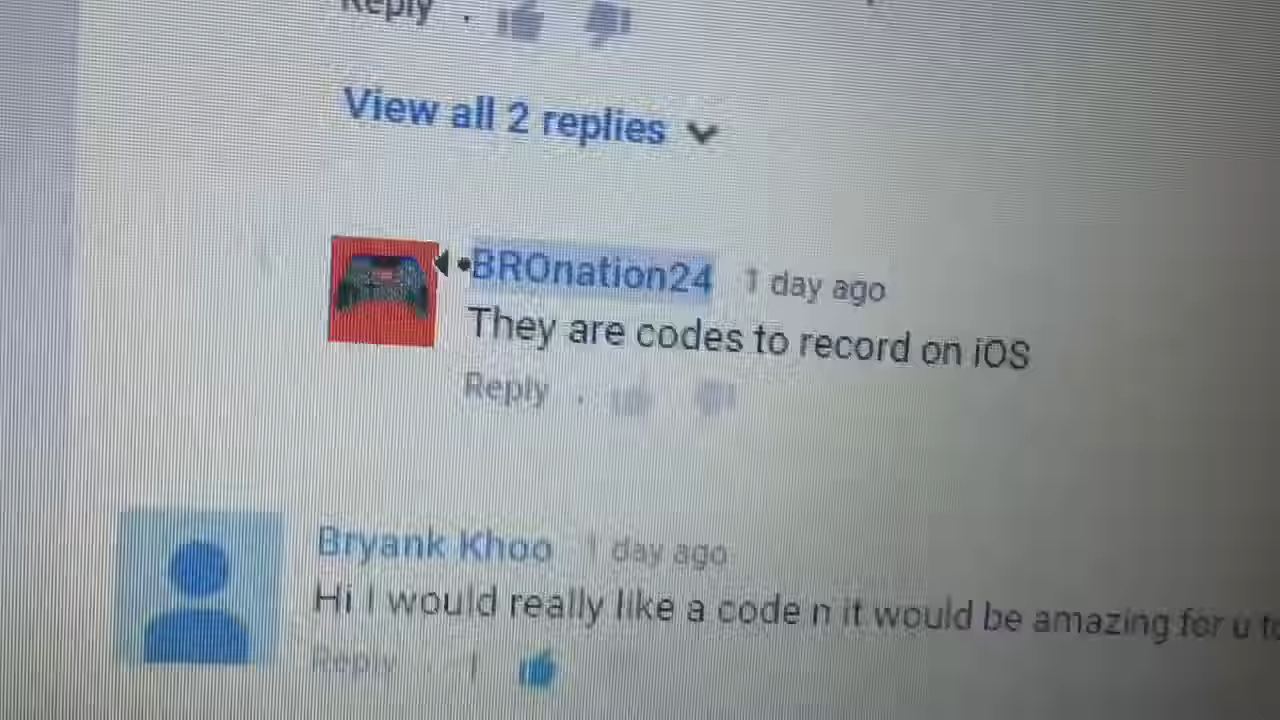 Reply .
View all 2 replies
•BROnation24 1 day ago
They are codes to record on iOS
Reply .
Bryank Khoo 1 day ago
Hi I would really like a code n it would be amazing for u
Reply .